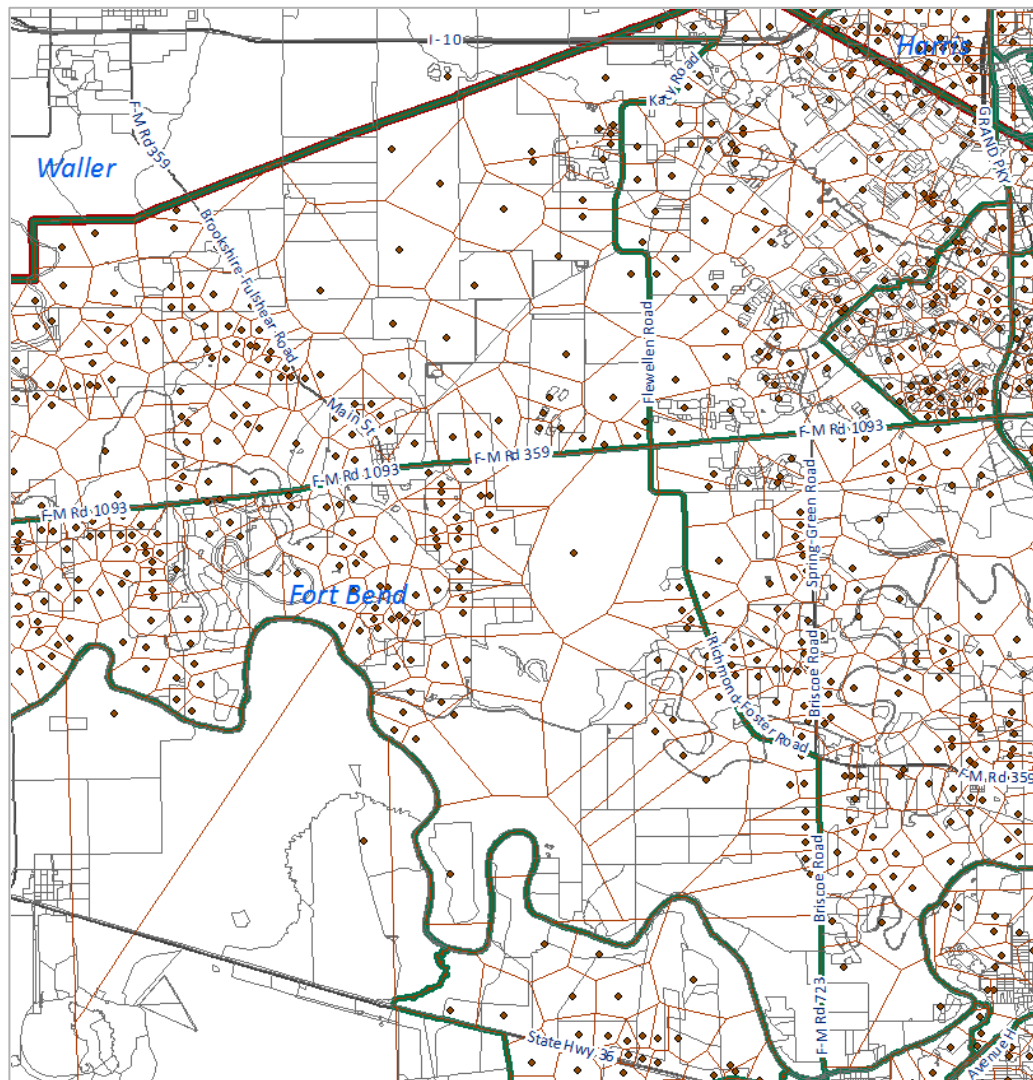 I-10
Harris
Katy Road
F-M Rd 359
GRAND PKY
Waller
Brookshire-Fulshear Road
Flewellen Road
Main St
F-M Rd 1093
F-M Rd 359
F-M Rd 1093
F-M Rd 1093
Spring-Green Road
Fort Bend
Briscoe Road
Richmond-Foster Road
F-M Rd 359
Briscoe Road
F-M Rd 723
State Hwy 36
Avenue H